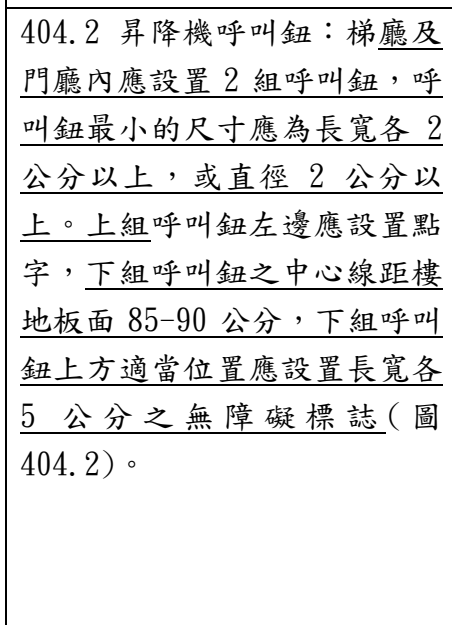 404.2 昇降機呼叫鈕：梯廳及
門廳內應設置 2 組呼叫鈕，呼
叫鈕最小的尺寸應為長寬各 2
公分以上，或直徑 2 公分以
上。上組呼叫鈕左邊應設置點
字，下組呼叫鈕之中心線距樓
地板面 85-90 公分，下組呼叫
鈕上方適當位置應設置長寬各
5 公分之無障礙標誌(圖
404.2)。